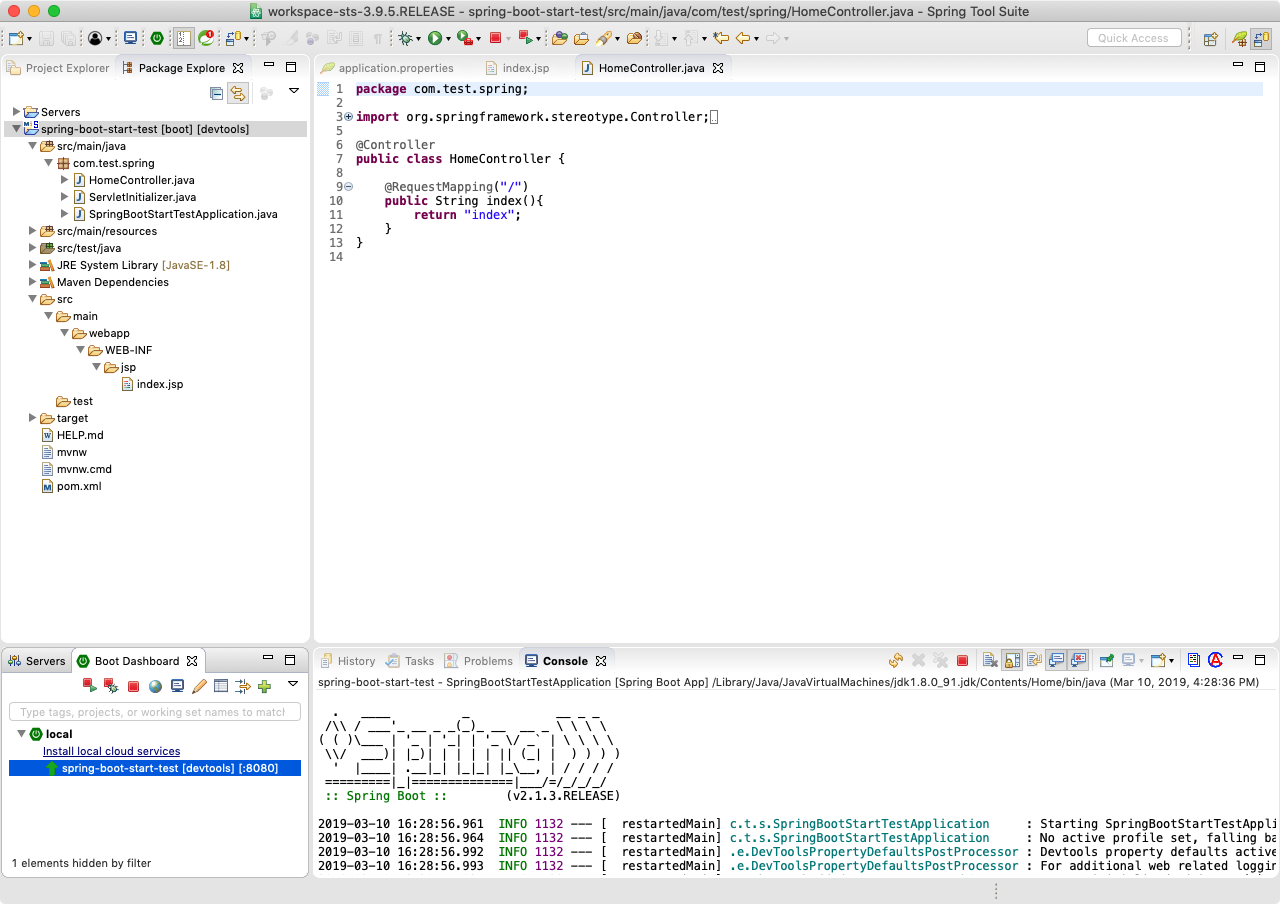 workspace-sts-3.9.5.RELEASE - spring-boot-start-test/src/main/java/com/test/spring/HomeController.java - Spring Tool Suite
Quick Access
Project Explorer
Package Explore
Servers
spring-boot-start-test [boot] [devtools]
src/main/java
com.test.spring
HomeController.java
ServletInitializer.java
SpringBootStartTestApplication.java
src/main/resources
src/test/java
JRE System Library [JavaSE-1.8]
Maven Dependencies
src
main
webapp
WEB-INF
jsp
index.jsp
test
target
HELP.md
mvnw
mvnw.cmd
pom.xml
application.properties
index.jsp
HomeController.java
1 package com.test.spring;
2
3 import org.springframework.stereotype.Controller;
5
6 @Controller
7 public class HomeController {
8
9 @RequestMapping("/")
10 public String index(){
11 return "index";
12 }
13 }
14
Servers
Boot Dashboard
Type tags, projects, or working set names to match
local
Install local cloud services
spring-boot-start-test [devtools] [:8080]
1 elements hidden by filter
History
Tasks
Problems
Console
spring-boot-start-test - SpringBootStartTestApplication [Spring Boot App] /Library/Java/JavaVirtualMachines/jdk1.8.0_91.jdk/Contents/Home/bin/java (Mar 10, 2019, 4:28:36 PM)
:: Spring Boot :: (v2.1.3.RELEASE)
2019-03-10 16:28:56.961 INFO 1132 --- [ restartedMain] c.t.s.SpringBootStartTestApplication : Starting SpringBootStartTestAppli
2019-03-10 16:28:56.964 INFO 1132 --- [ restartedMain] c.t.s.SpringBootStartTestApplication : No active profile set, falling ba
2019-03-10 16:28:56.992 INFO 1132 --- [ restartedMain] .e.DevToolsPropertyDefaultsPostProcessor : Devtools property defaults active
2019-03-10 16:28:56.993 INFO 1132 --- [ restartedMain] .e.DevToolsPropertyDefaultsPostProcessor : For additional web related loggin